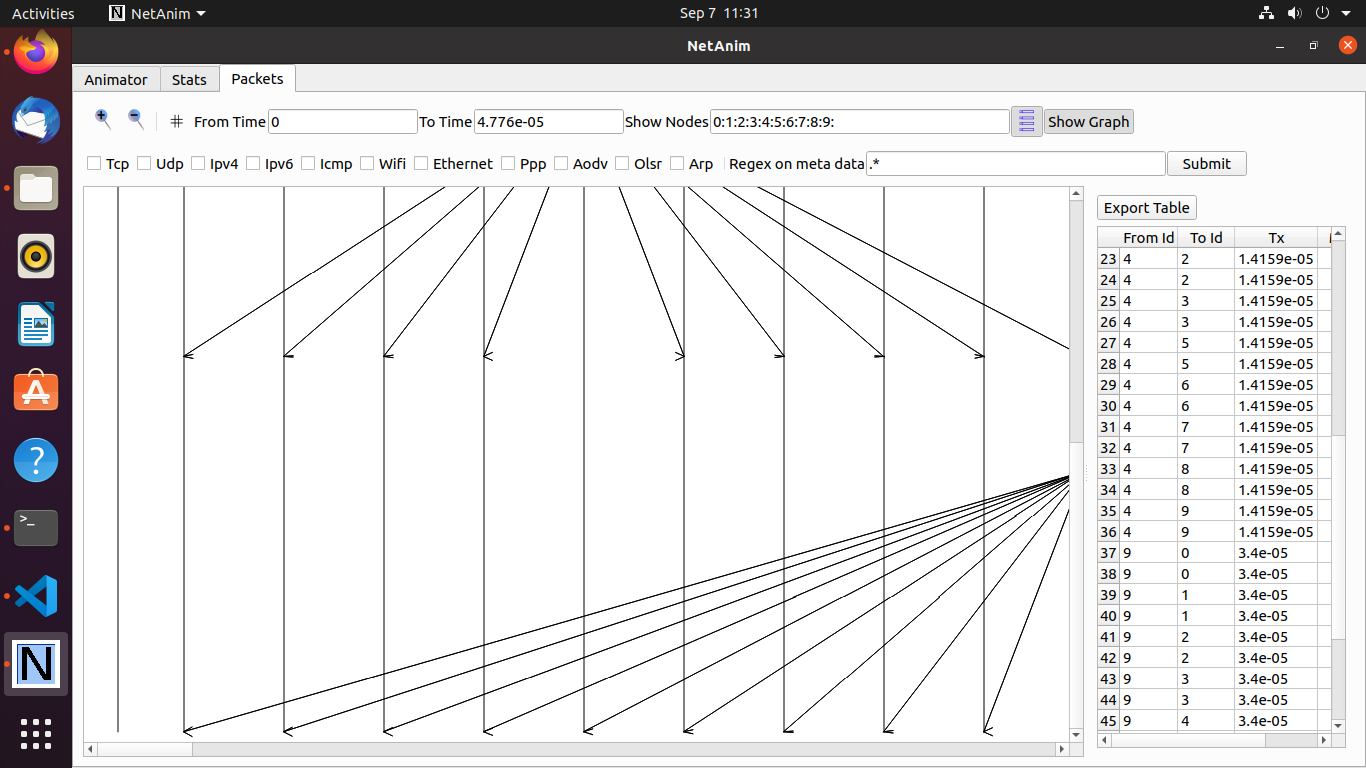 Activities NetAnim Sep 7 11:31
NetAnim
Animator Stats Packets
From Time 0 To Time 4.776e-05 Show Nodes 0:1:2:3:4:5:6:7:8:9: Show Graph
Tcp Udp Ipv4 Ipv6 Icmp Wifi Ethernet Ppp Aodv Olsr Arp Regex on meta data .* Submit
Export Table
From Id To Id Tx
23 4 2 1.4159e-05
24 4 2 1.4159e-05
25 4 3 1.4159e-05
26 4 3 1.4159e-05
27 4 5 1.4159e-05
28 4 5 1.4159e-05
29 4 6 1.4159e-05
30 4 6 1.4159e-05
31 4 7 1.4159e-05
32 4 7 1.4159e-05
33 4 8 1.4159e-05
34 4 8 1.4159e-05
35 4 9 1.4159e-05
36 4 9 1.4159e-05
37 9 0 3.4e-05
38 9 0 3.4e-05
39 9 1 3.4e-05
40 9 1 3.4e-05
41 9 2 3.4e-05
42 9 2 3.4e-05
43 9 3 3.4e-05
44 9 3 3.4e-05
45 9 4 3.4e-05